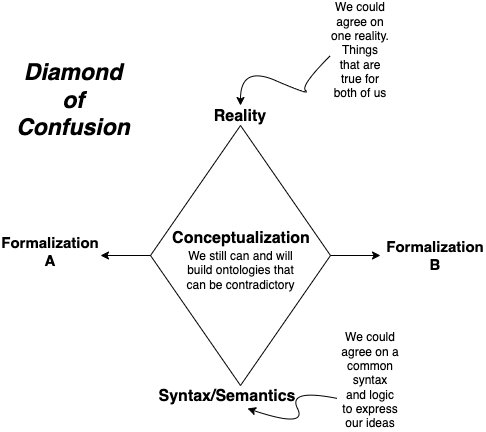 We could
agree on
one reality.
Things
that are
true for
both of us
Diamond
of
Confusion
Reality
Conceptualization
We still can and will
build ontologies that
can be contradictory
Formalization
A
Formalization
B
We could
agree on a
common
syntax
and logic
to express
our ideas
Syntax/Semantics